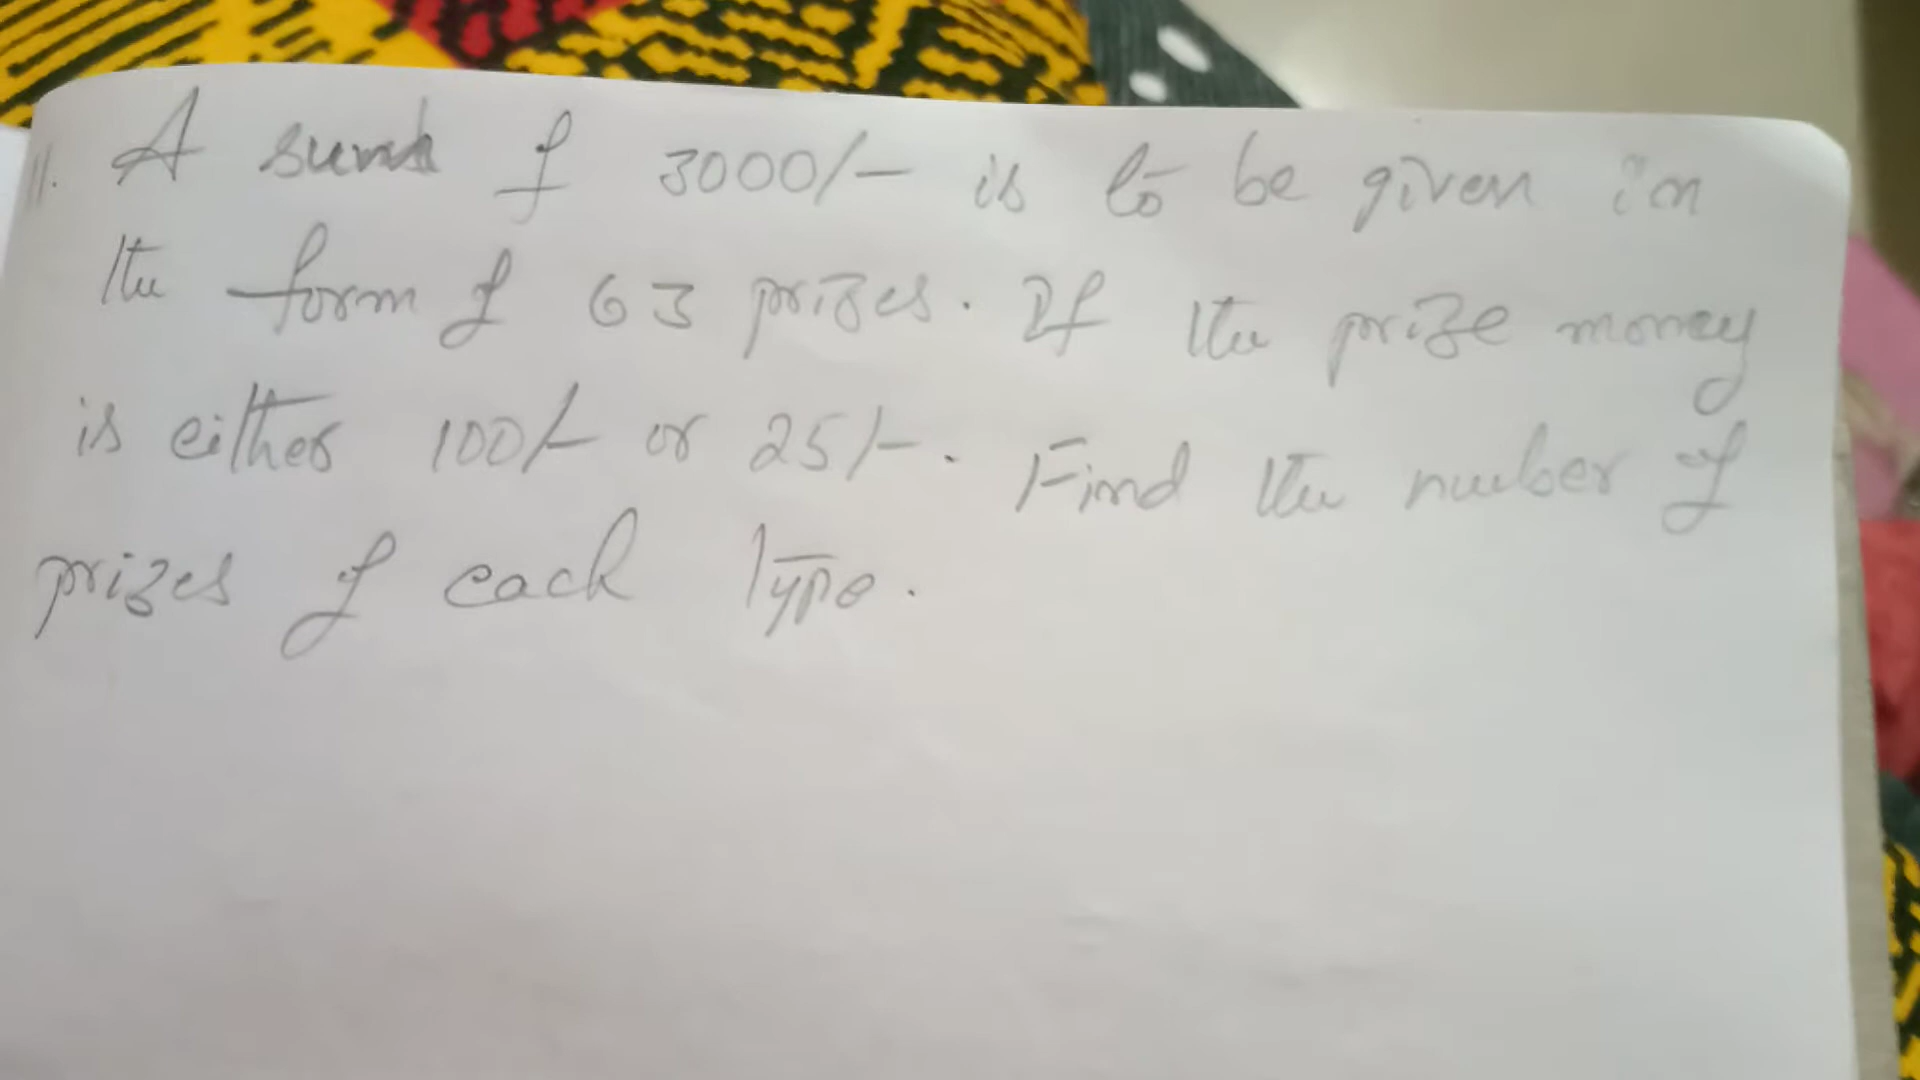 11. A sum of 3000/- is to be given in
the form of 63 prizes. If the prize money
is either 100/- or 25/-. Find the number of
prizes of each type.